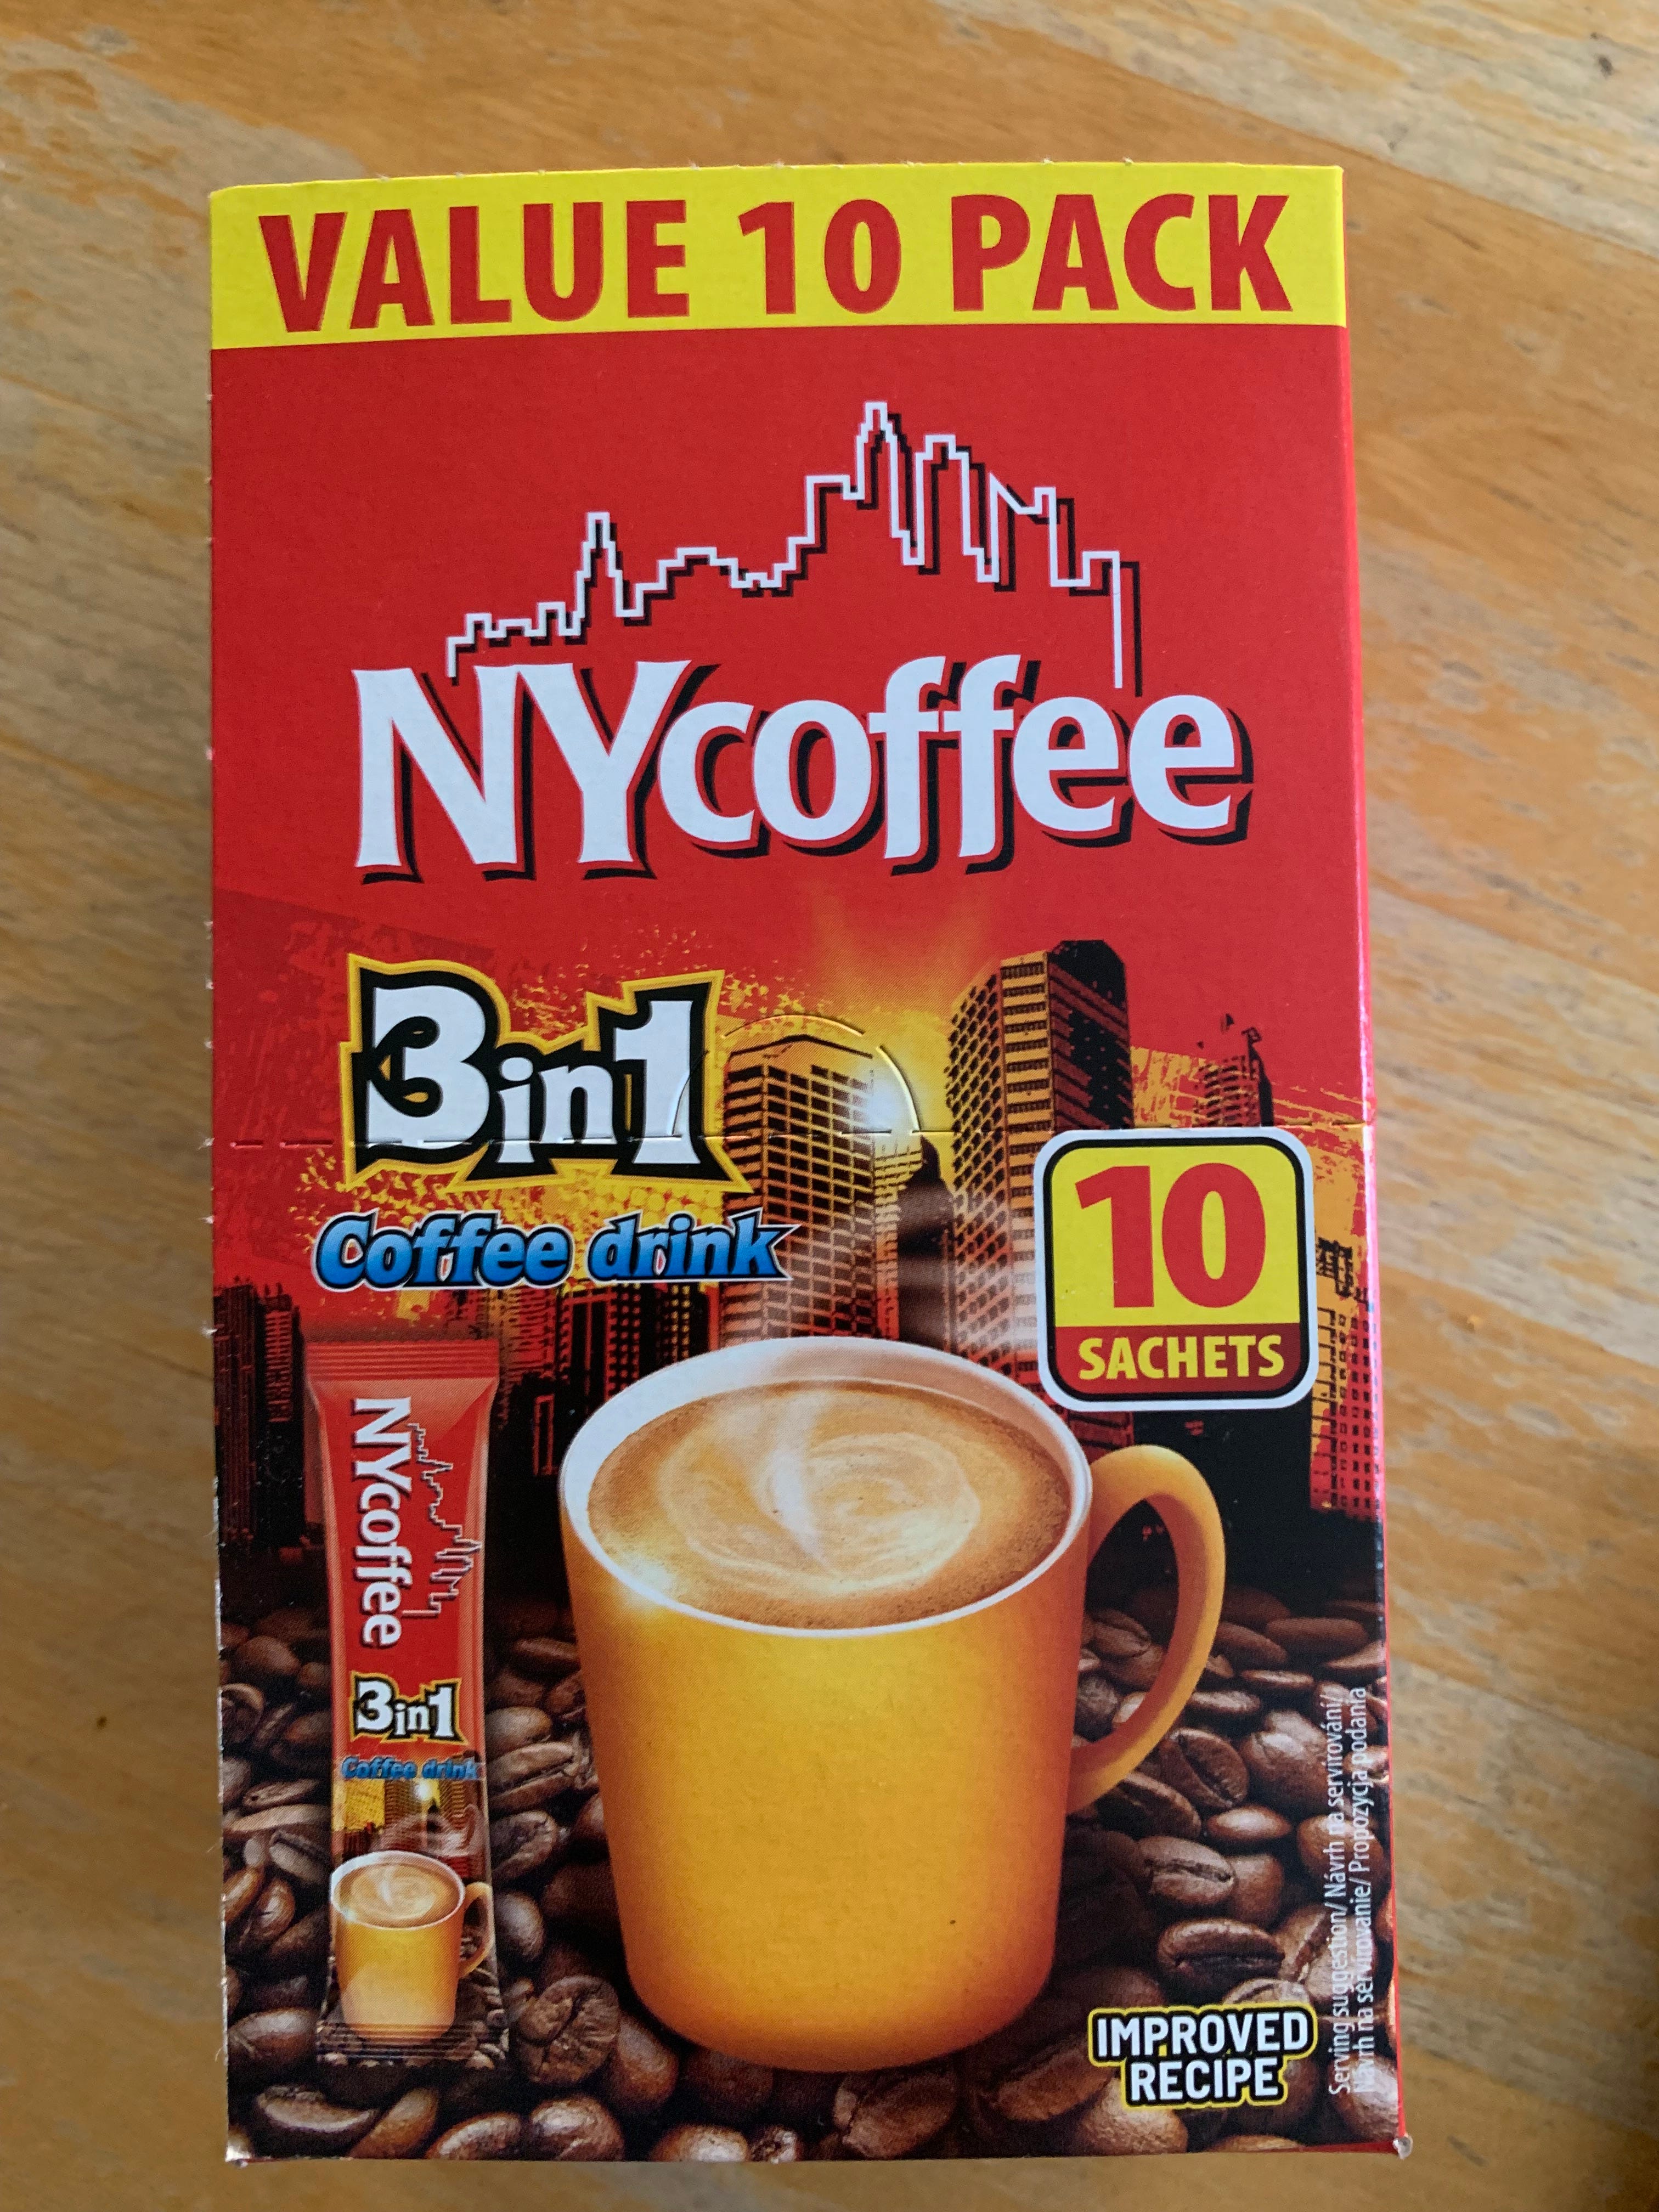 VALUE 10 PACK
NYcoffee
3in1
Coffee drink
10
SACHETS
NYcoffee
3in1
Coffee drink
IMPROVED
RECIPE
Serving suggestion/ Návrh na servírování/
Návrh na servírovanie/ Propozycja podania